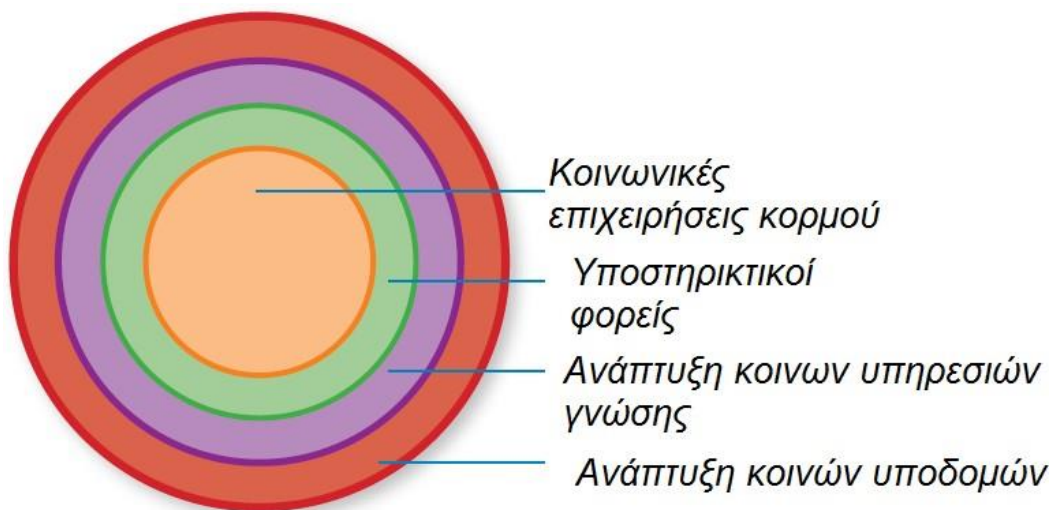 Κοινωνικές
επιχειρήσεις κορμού
Υποστηρικτικοί
φορείς
Ανάπτυξη κοινων υπηρεσιών
γνώσης
Ανάπτυξη κοινών υποδομών